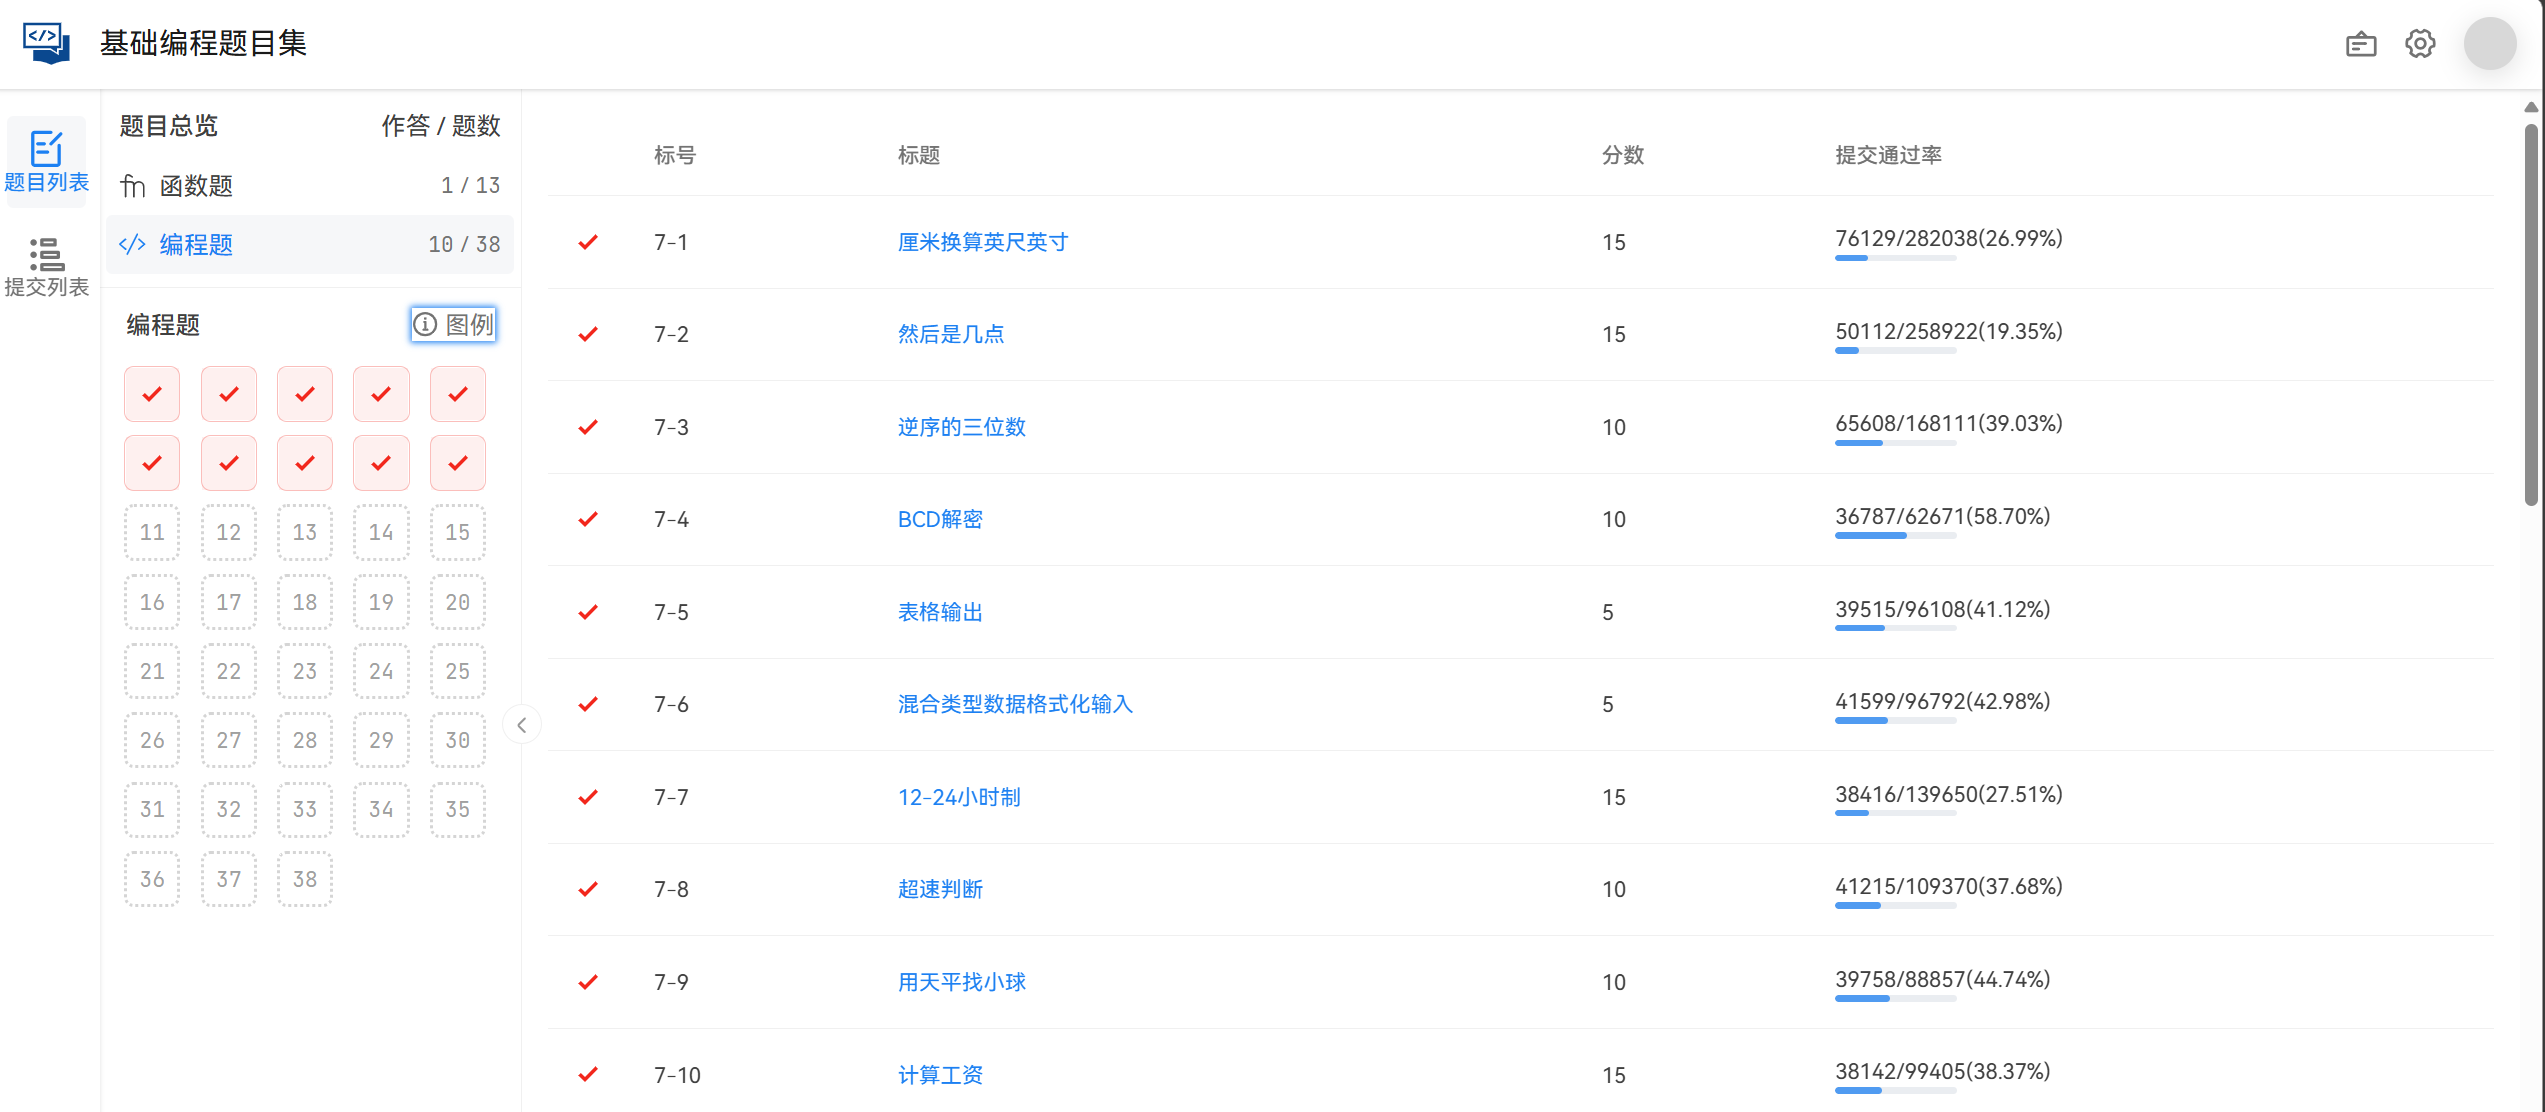 基础编程题目集
题目列表
提交列表
题目总览 作答 / 题数
fn 函数题 1 / 13
</> 编程题 10 / 38
编程题 图例
11 12 13 14 15
16 17 18 19 20
21 22 23 24 25
26 27 28 29 30
31 32 33 34 35
36 37 38
标号 标题 分数 提交通过率
7-1 厘米换算英尺英寸 15 76129/282038(26.99%)
7-2 然后是几点 15 50112/258922(19.35%)
7-3 逆序的三位数 10 65608/168111(39.03%)
7-4 BCD解密 10 36787/62671(58.70%)
7-5 表格输出 5 39515/96108(41.12%)
7-6 混合类型数据格式化输入 5 41599/96792(42.98%)
7-7 12-24小时制 15 38416/139650(27.51%)
7-8 超速判断 10 41215/109370(37.68%)
7-9 用天平找小球 10 39758/88857(44.74%)
7-10 计算工资 15 38142/99405(38.37%)